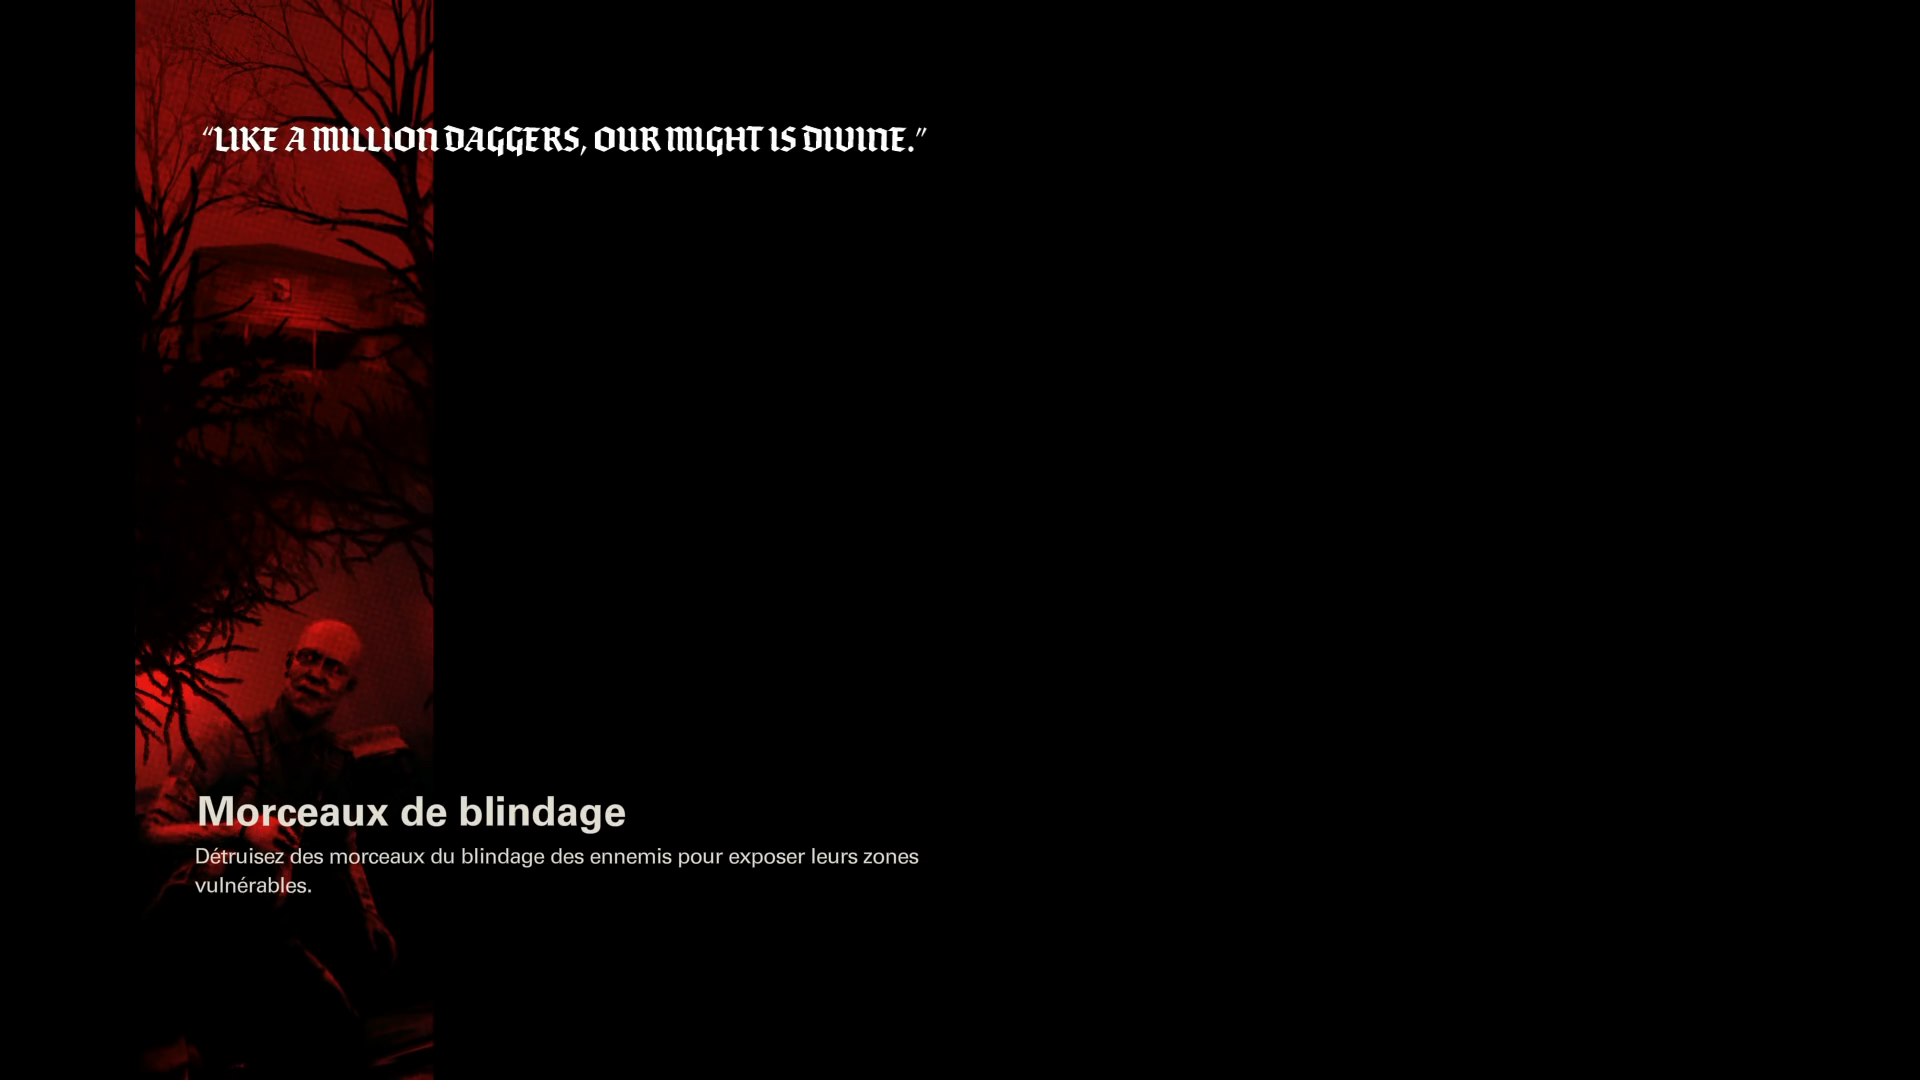 “LIKE A MILLION DAGGERS, OUR MIGHT IS DIVINE.”
Morceaux de blindage
Détruisez des morceaux du blindage des ennemis pour exposer leurs zones
vulnérables.